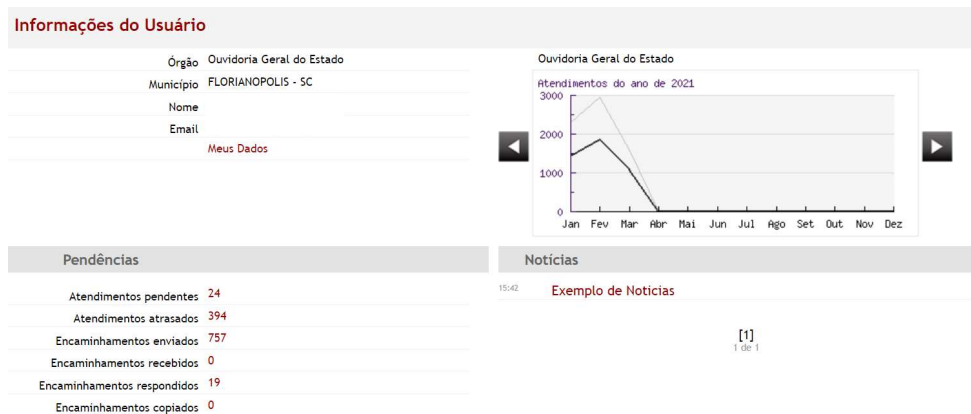 Informações do Usuário
Órgão Ouvidoria Geral do Estado
Município FLORIANOPOLIS - SC
Nome
Email
Meus Dados
Ouvidoria Geral do Estado
Atendimentos do ano de 2021
3000
2000
1000
0
Jan Fev Mar Abr Mai Jun Jul Ago Set Out Nov Dez
Pendências
Atendimentos pendentes 24
Atendimentos atrasados 394
Encaminhamentos enviados 757
Encaminhamentos recebidos 0
Encaminhamentos respondidos 19
Encaminhamentos copiados 0
Notícias
15:42 Exemplo de Noticias
[1]
1 de 1